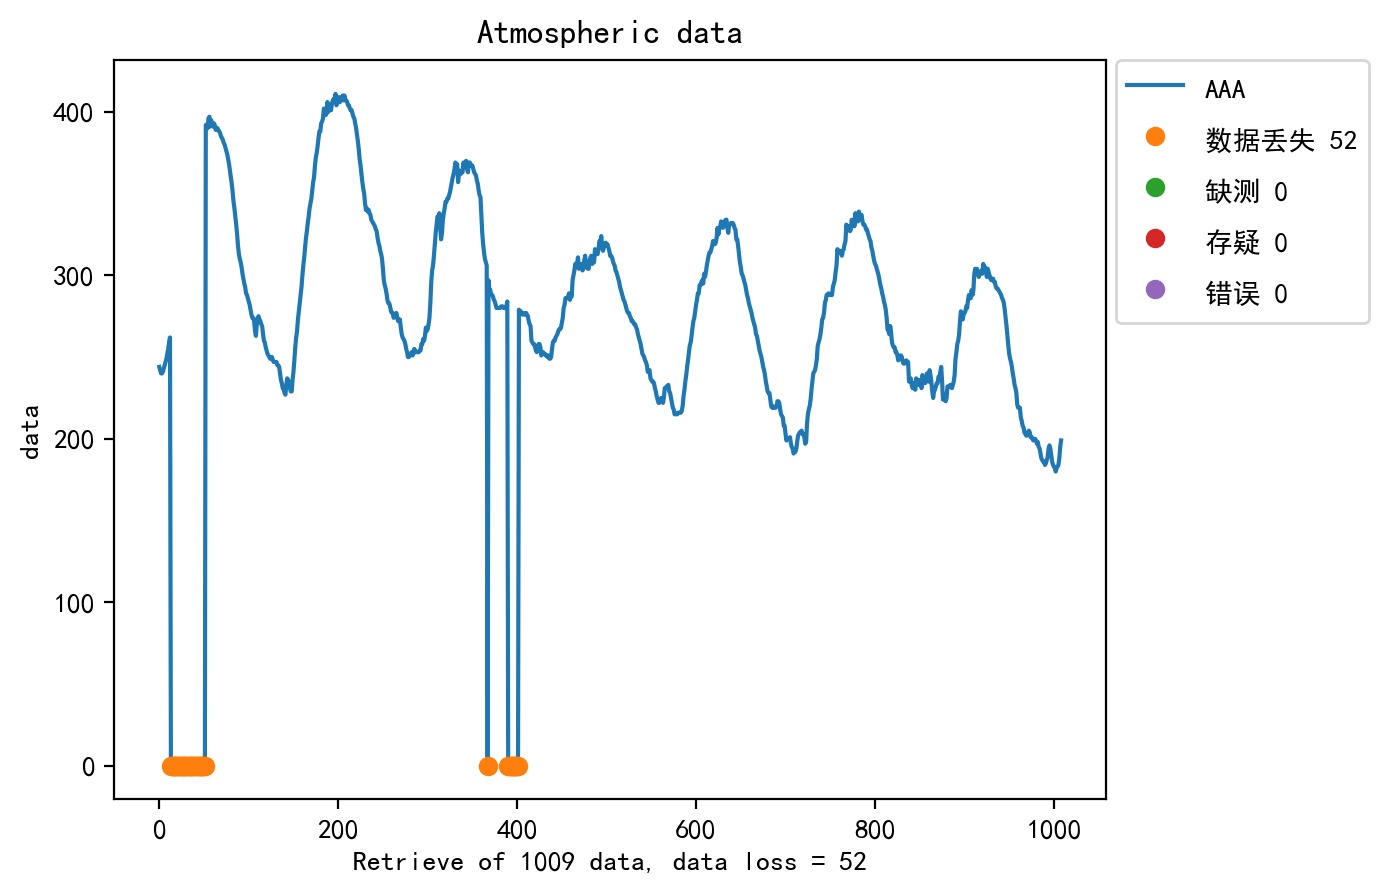 Atmospheric data
400
300
200
100
0
data
0
200
400
600
800
1000
Retrieve of 1009 data, data loss = 52
AAA
数据丢失 52
缺测 0
存疑 0
错误 0